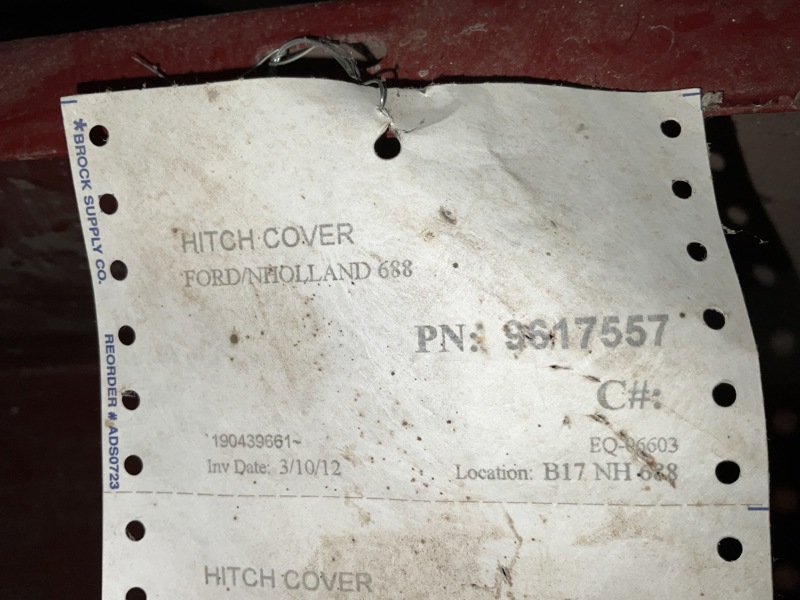 *BROCK SUPPLY CO.
REORDER # ADS0723
HITCH COVER
FORD/NHOLLAND 688
PN: 9617557
C#:
190439661~
EQ-06603
Inv Date: 3/10/12
Location: B17 NH 688
HITCH COVER